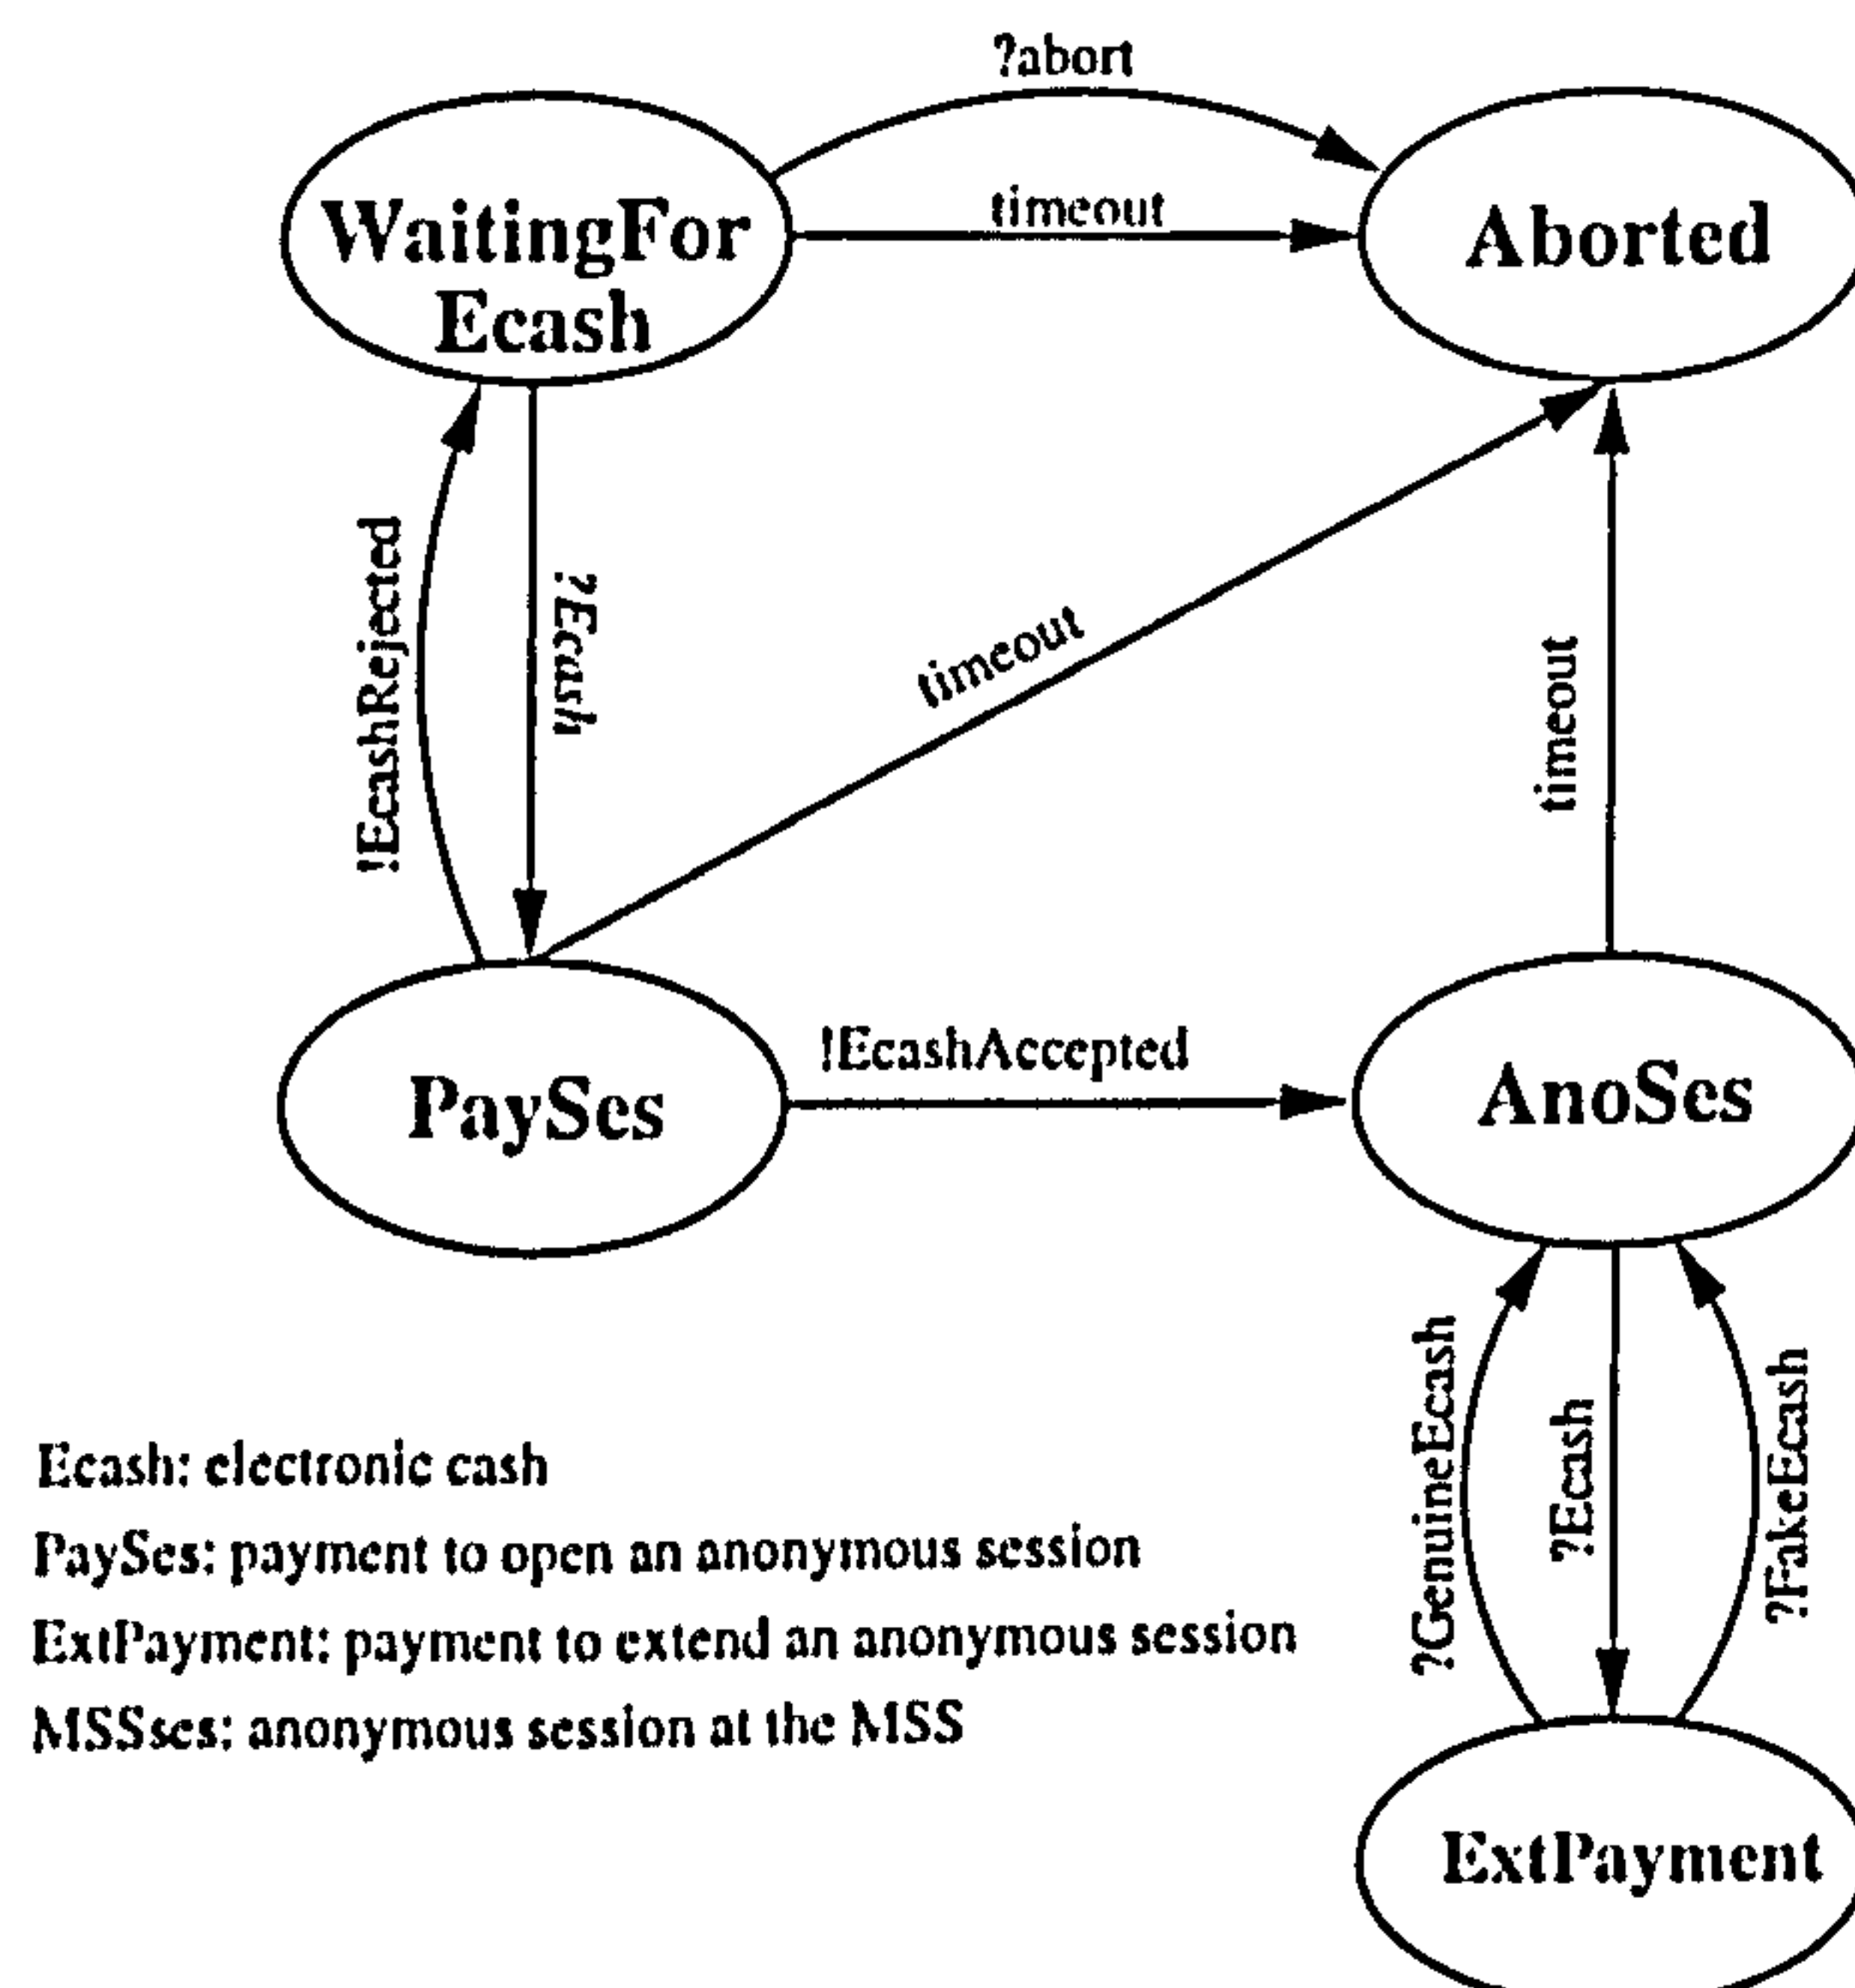 ?abort
timeout
WaitingFor
Ecash
Aborted
!EcashRejected
?Ecash
timeout
timeout
!EcashAccepted
PaySes
AnoSes
?GenuineEcash
?Ecash
?FakeEcash
Ecash: electronic cash
PaySes: payment to open an anonymous session
ExtPayment: payment to extend an anonymous session
MSSses: anonymous session at the MSS
ExtPayment